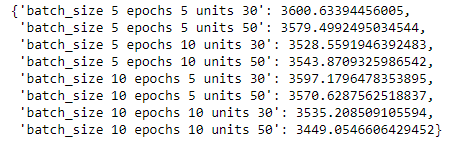 {'batch_size 5 epochs 5 units 30': 3600.63394456005,
'batch_size 5 epochs 5 units 50': 3579.4992495034544,
'batch_size 5 epochs 10 units 30': 3528.5591946392483,
'batch_size 5 epochs 10 units 50': 3543.8709325986542,
'batch_size 10 epochs 5 units 30': 3597.1796478353895,
'batch_size 10 epochs 5 units 50': 3570.6287562518837,
'batch_size 10 epochs 10 units 30': 3535.208509105594,
'batch_size 10 epochs 10 units 50': 3449.0546606429452}